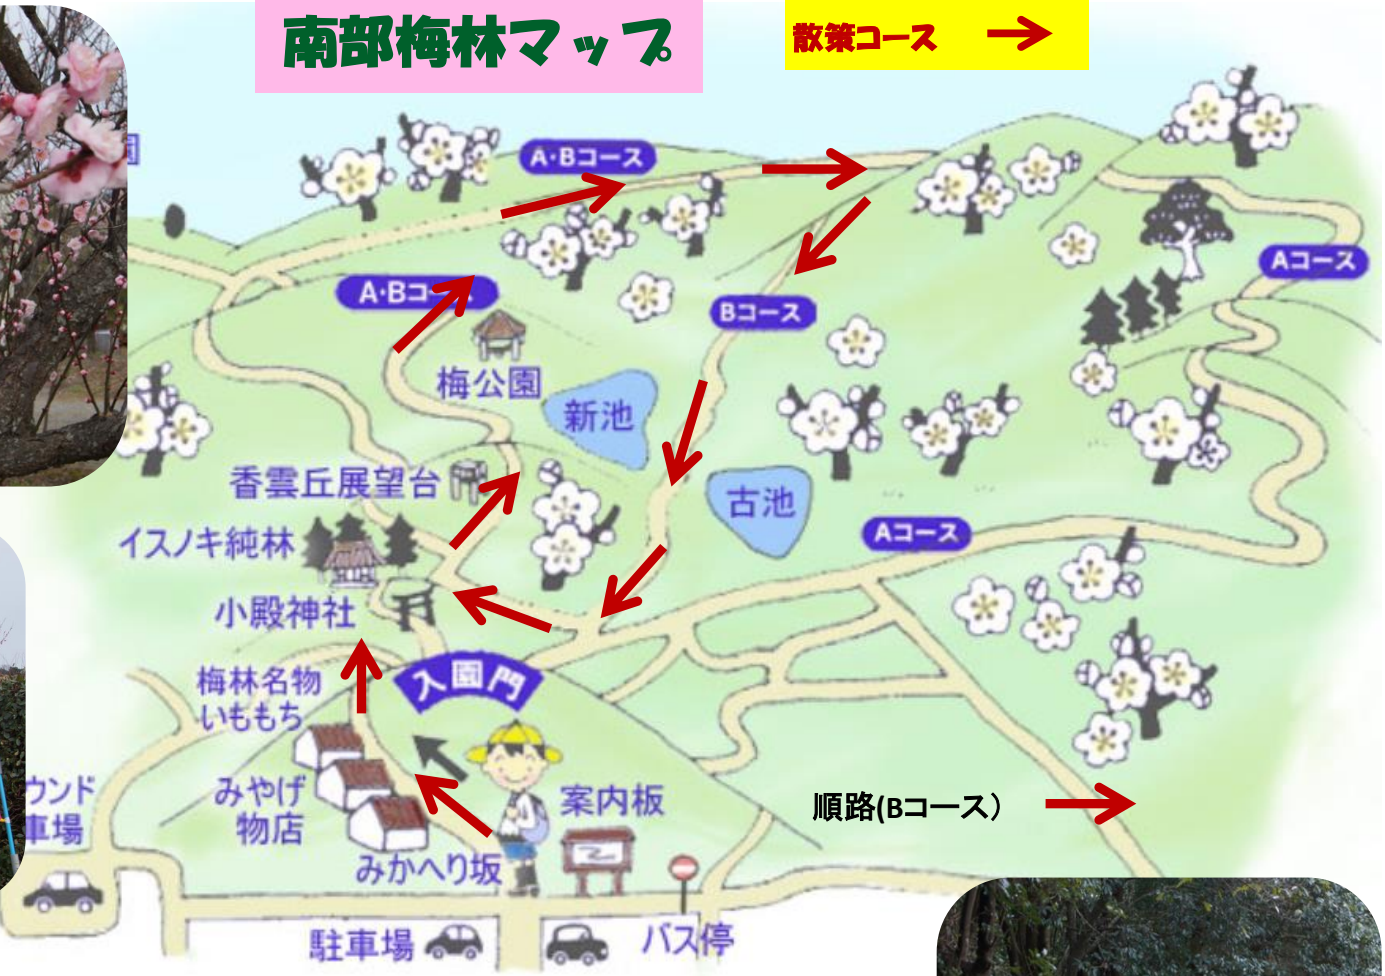 南部梅林マップ
散策コース
A・Bコース
Aコース
A・Bコース
Bコース
梅公園
新池
香雲丘展望台
古池
Aコース
イスノキ純林
小殿神社
入園門
梅林名物
いももち
みやげ
物店
ウンド
車場
案内板
順路(Bコース）
みかへり坂
駐車場
バス停